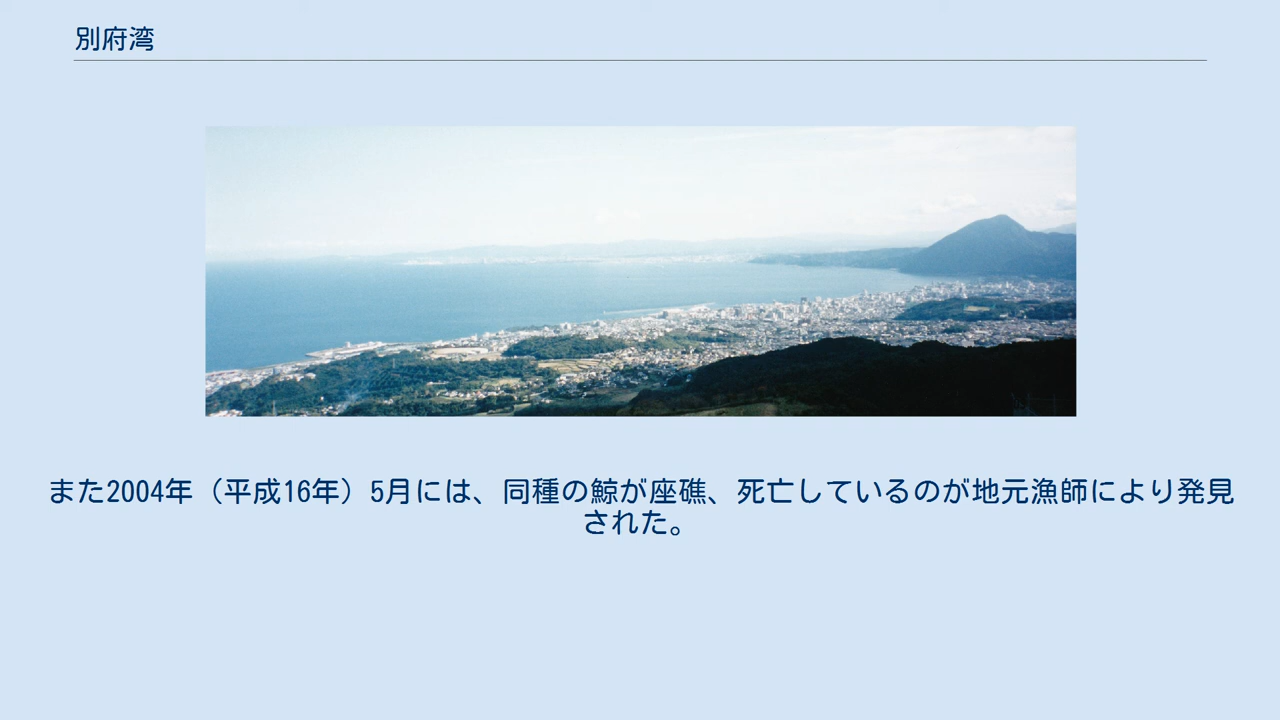 別府湾
また2004年（平成16年）5月には、同種の鯨が座礁、死亡しているのが地元漁師により発見
された。